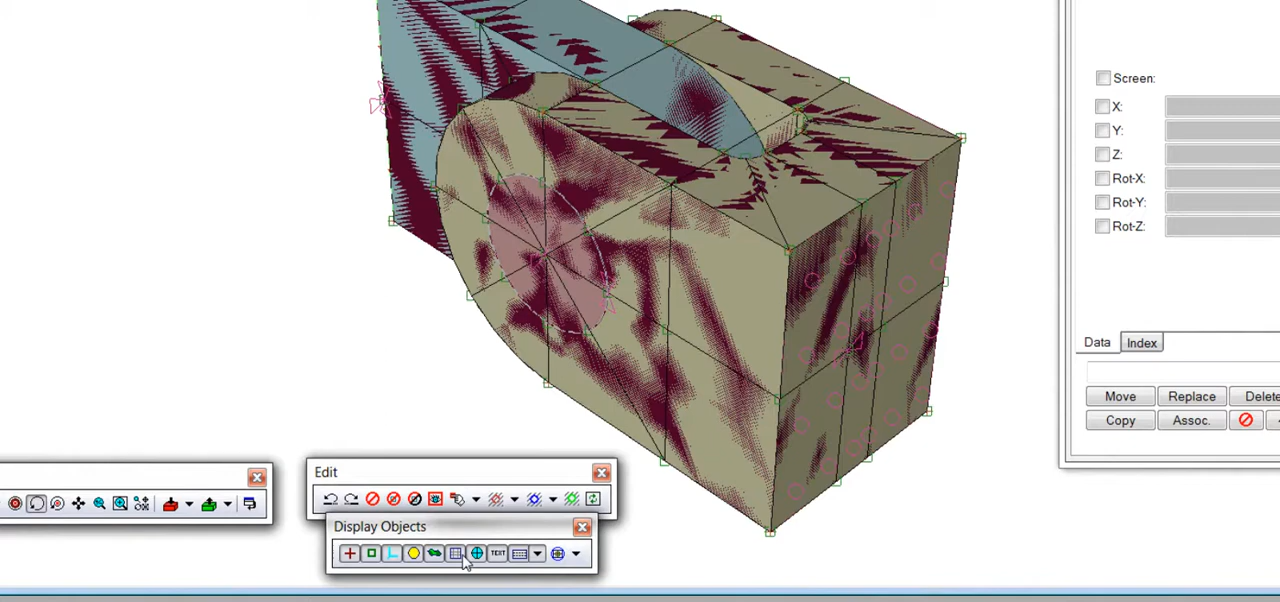 Screen:
X:
Y:
Z:
Rot-X:
Rot-Y:
Rot-Z:
Data Index
Move Replace Delete
Copy Assoc.
Edit
Display Objects
TEXT